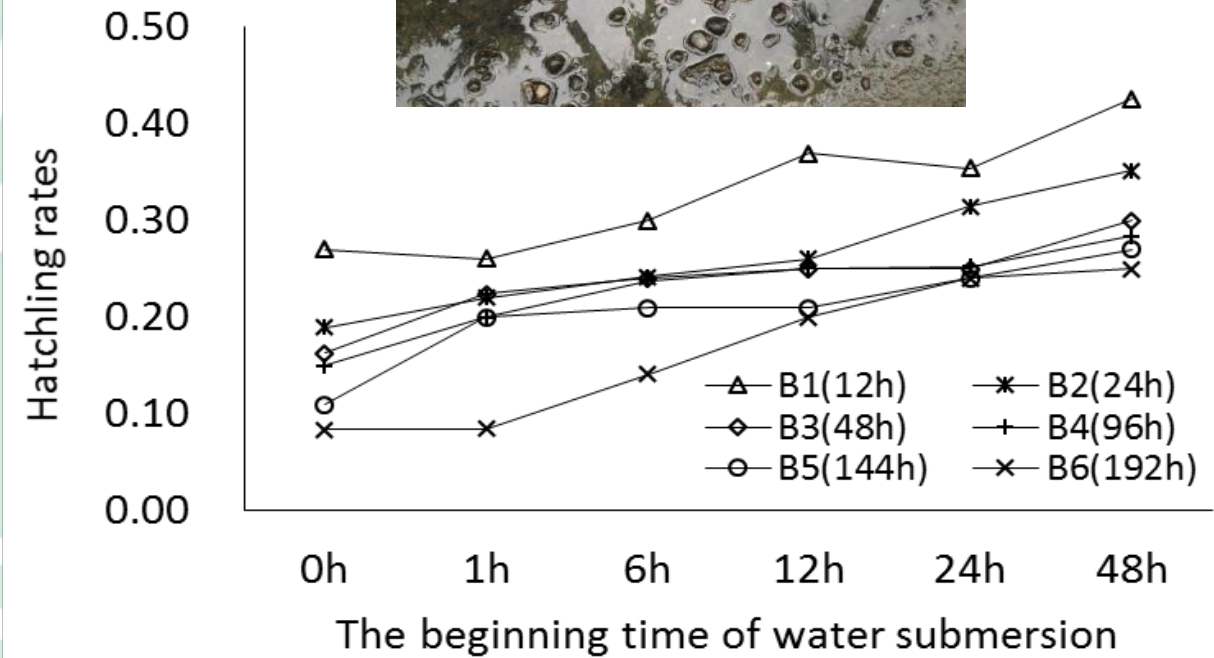 Hatchling rates
0.50
0.40
0.30
0.20
0.10
0.00
B1(12h) B2(24h)
B3(48h) B4(96h)
B5(144h) B6(192h)
0h 1h 6h 12h 24h 48h
The beginning time of water submersion